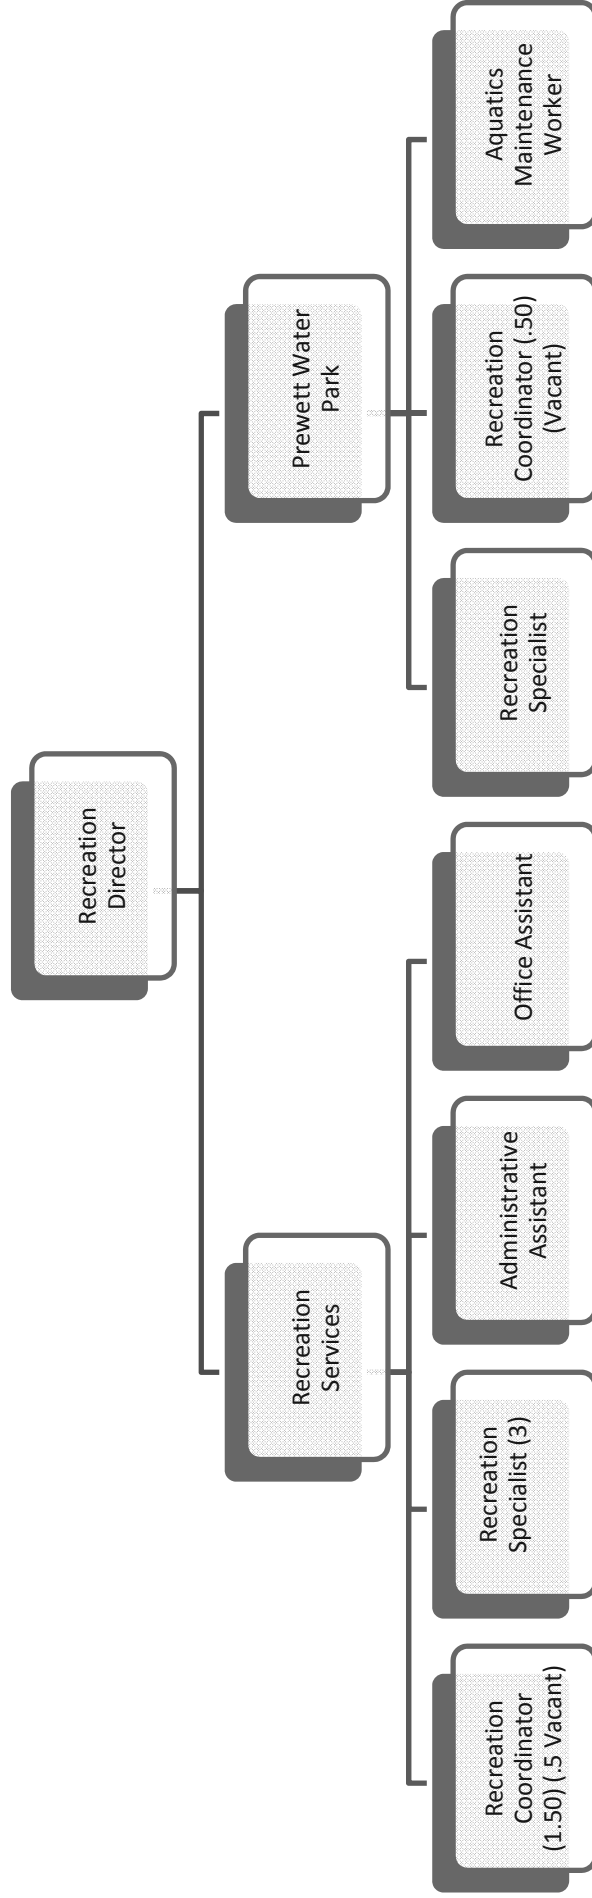 Recreation
Director
Recreation
Services
Prewett Water
Park
Recreation
Coordinator
(1.50) (.5 Vacant)
Recreation
Specialist (3)
Administrative
Assistant
Office Assistant
Recreation
Specialist
Recreation
Coordinator (.50)
(Vacant)
Aquatics
Maintenance
Worker